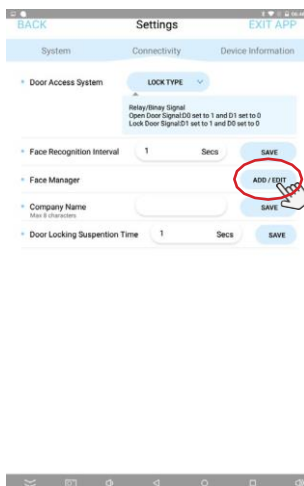 BACK Settings EXIT APP
System Connectivity Device Information
Door Access System LOCK TYPE
Relay/Binay Signal
Open Door Signal:D0 set to 1 and D1 set to 0
Lock Door Signal:D1 set to 1 and D0 set to 0
Face Recognition Interval 1 Secs SAVE
Face Manager ADD / EDIT
Company Name SAVE
Max 8 characters
Door Locking Suspention Time 1 Secs SAVE